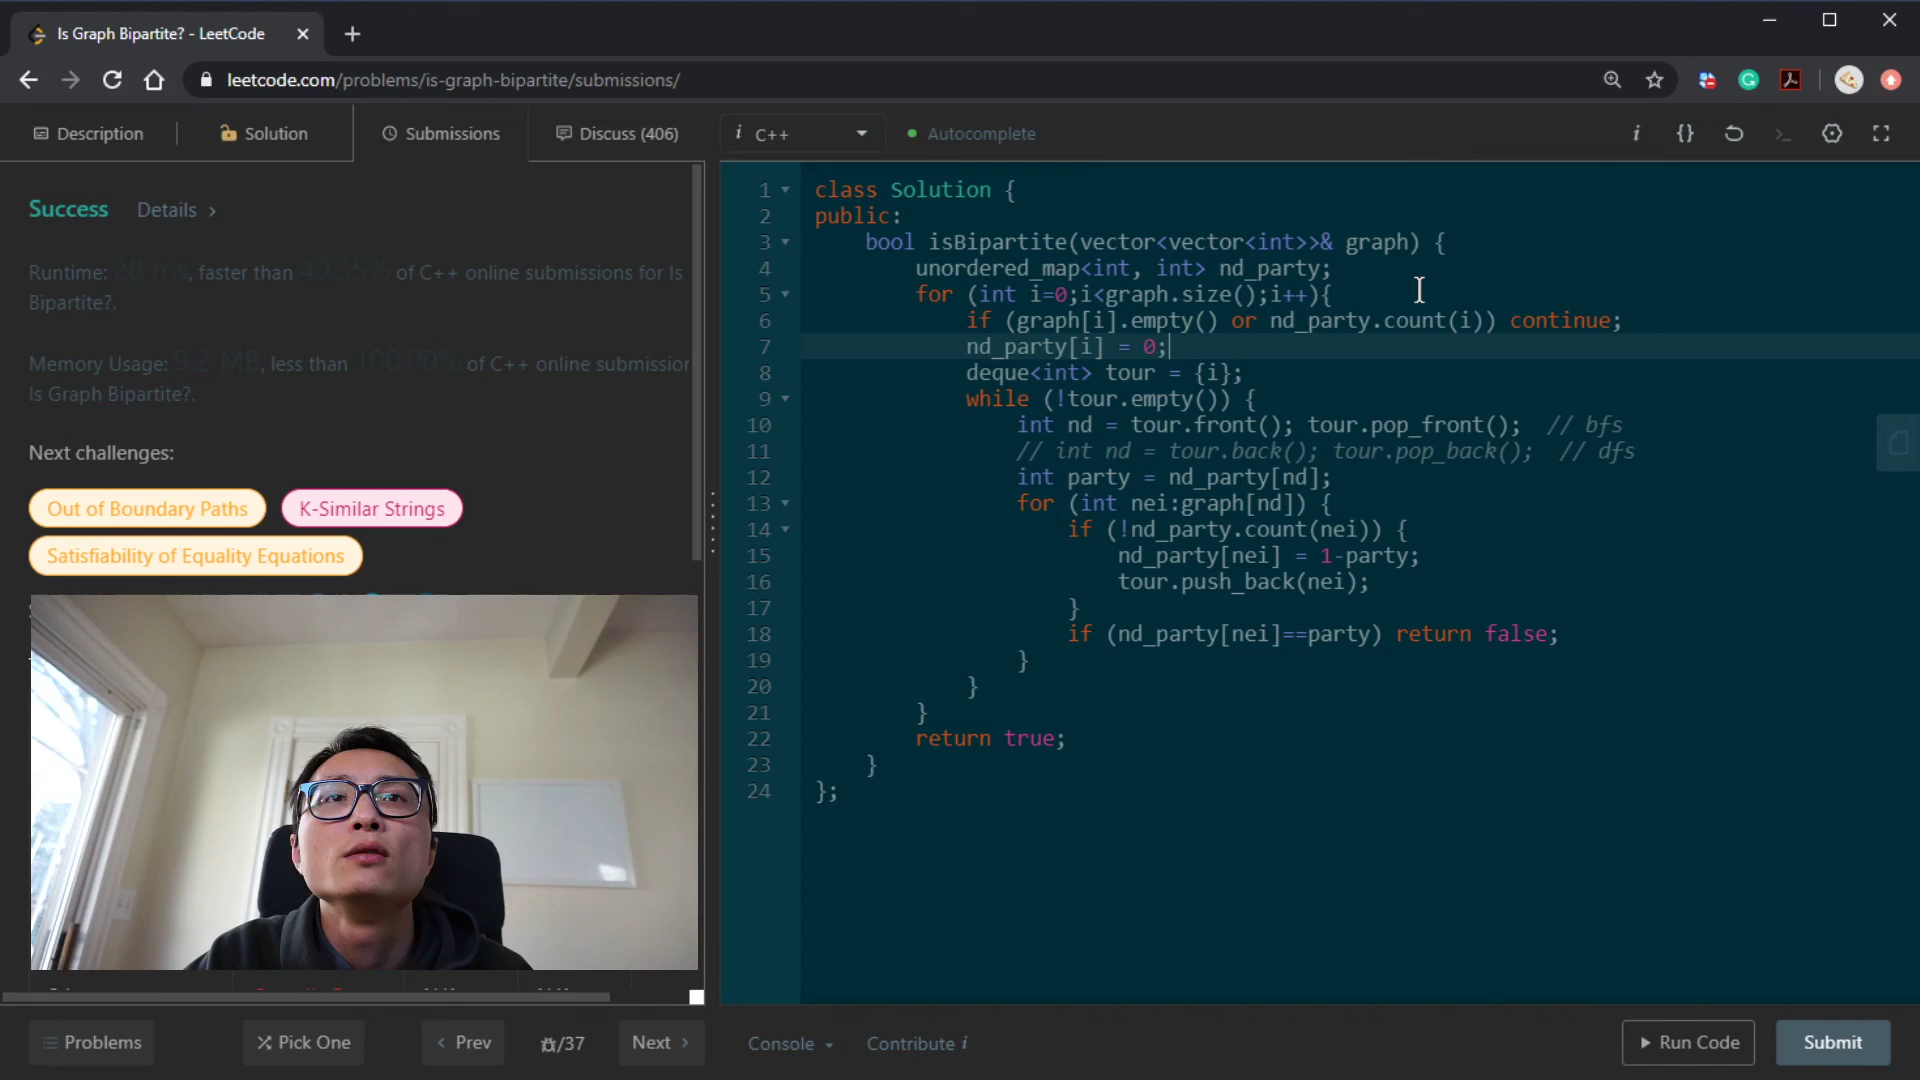 Is Graph Bipartite? - LeetCode
leetcode.com/problems/is-graph-bipartite/submissions/
Description
Solution
Submissions
Discuss (406)
i C++
Autocomplete
Success Details >
Runtime: 28 ms, faster than 40.35% of C++ online submissions for Is
Bipartite?.
Memory Usage: 9.2 MB, less than 100.00% of C++ online submission
Is Graph Bipartite?.
Next challenges:
Out of Boundary Paths
K-Similar Strings
Satisfiability of Equality Equations
1 class Solution {
2 public:
3 bool isBipartite(vector<vector<int>>& graph) {
4 unordered_map<int, int> nd_party;
5 for (int i=0;i<graph.size();i++){
6 if (graph[i].empty() or nd_party.count(i)) continue;
7 nd_party[i] = 0;
8 deque<int> tour = {i};
9 while (!tour.empty()) {
10 int nd = tour.front(); tour.pop_front();  // bfs
11 // int nd = tour.back(); tour.pop_back();  // dfs
12 int party = nd_party[nd];
13 for (int nei:graph[nd]) {
14 if (!nd_party.count(nei)) {
15 nd_party[nei] = 1-party;
16 tour.push_back(nei);
17 }
18 if (nd_party[nei]==party) return false;
19 }
20 }
21 }
22 return true;
23 }
24 };
Problems
Pick One
< Prev
/37
Next >
Console
Contribute i
Run Code
Submit